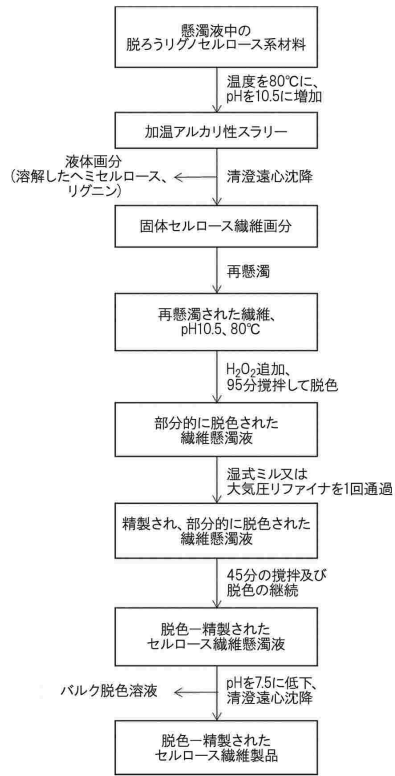 懸濁液中の
脱ろうリグノセルロース系材料
温度を80℃に、
pHを10.5に増加
加温アルカリ性スラリー
液体画分
(溶解したヘミセルロース、
リグニン)
清澄遠心沈降
固体セルロース繊維画分
再懸濁
再懸濁された繊維、
pH10.5、80℃
H₂O₂追加、
95分撹拌して脱色
部分的に脱色された
繊維懸濁液
湿式ミル又は
大気圧リファイナを1回通過
精製され、部分的に脱色された
繊維懸濁液
45分の撹拌及び
脱色の継続
脱色ー精製された
セルロース繊維懸濁液
バルク脱色溶液
pHを7.5に低下、
清澄遠心沈降
脱色ー精製された
セルロース繊維製品